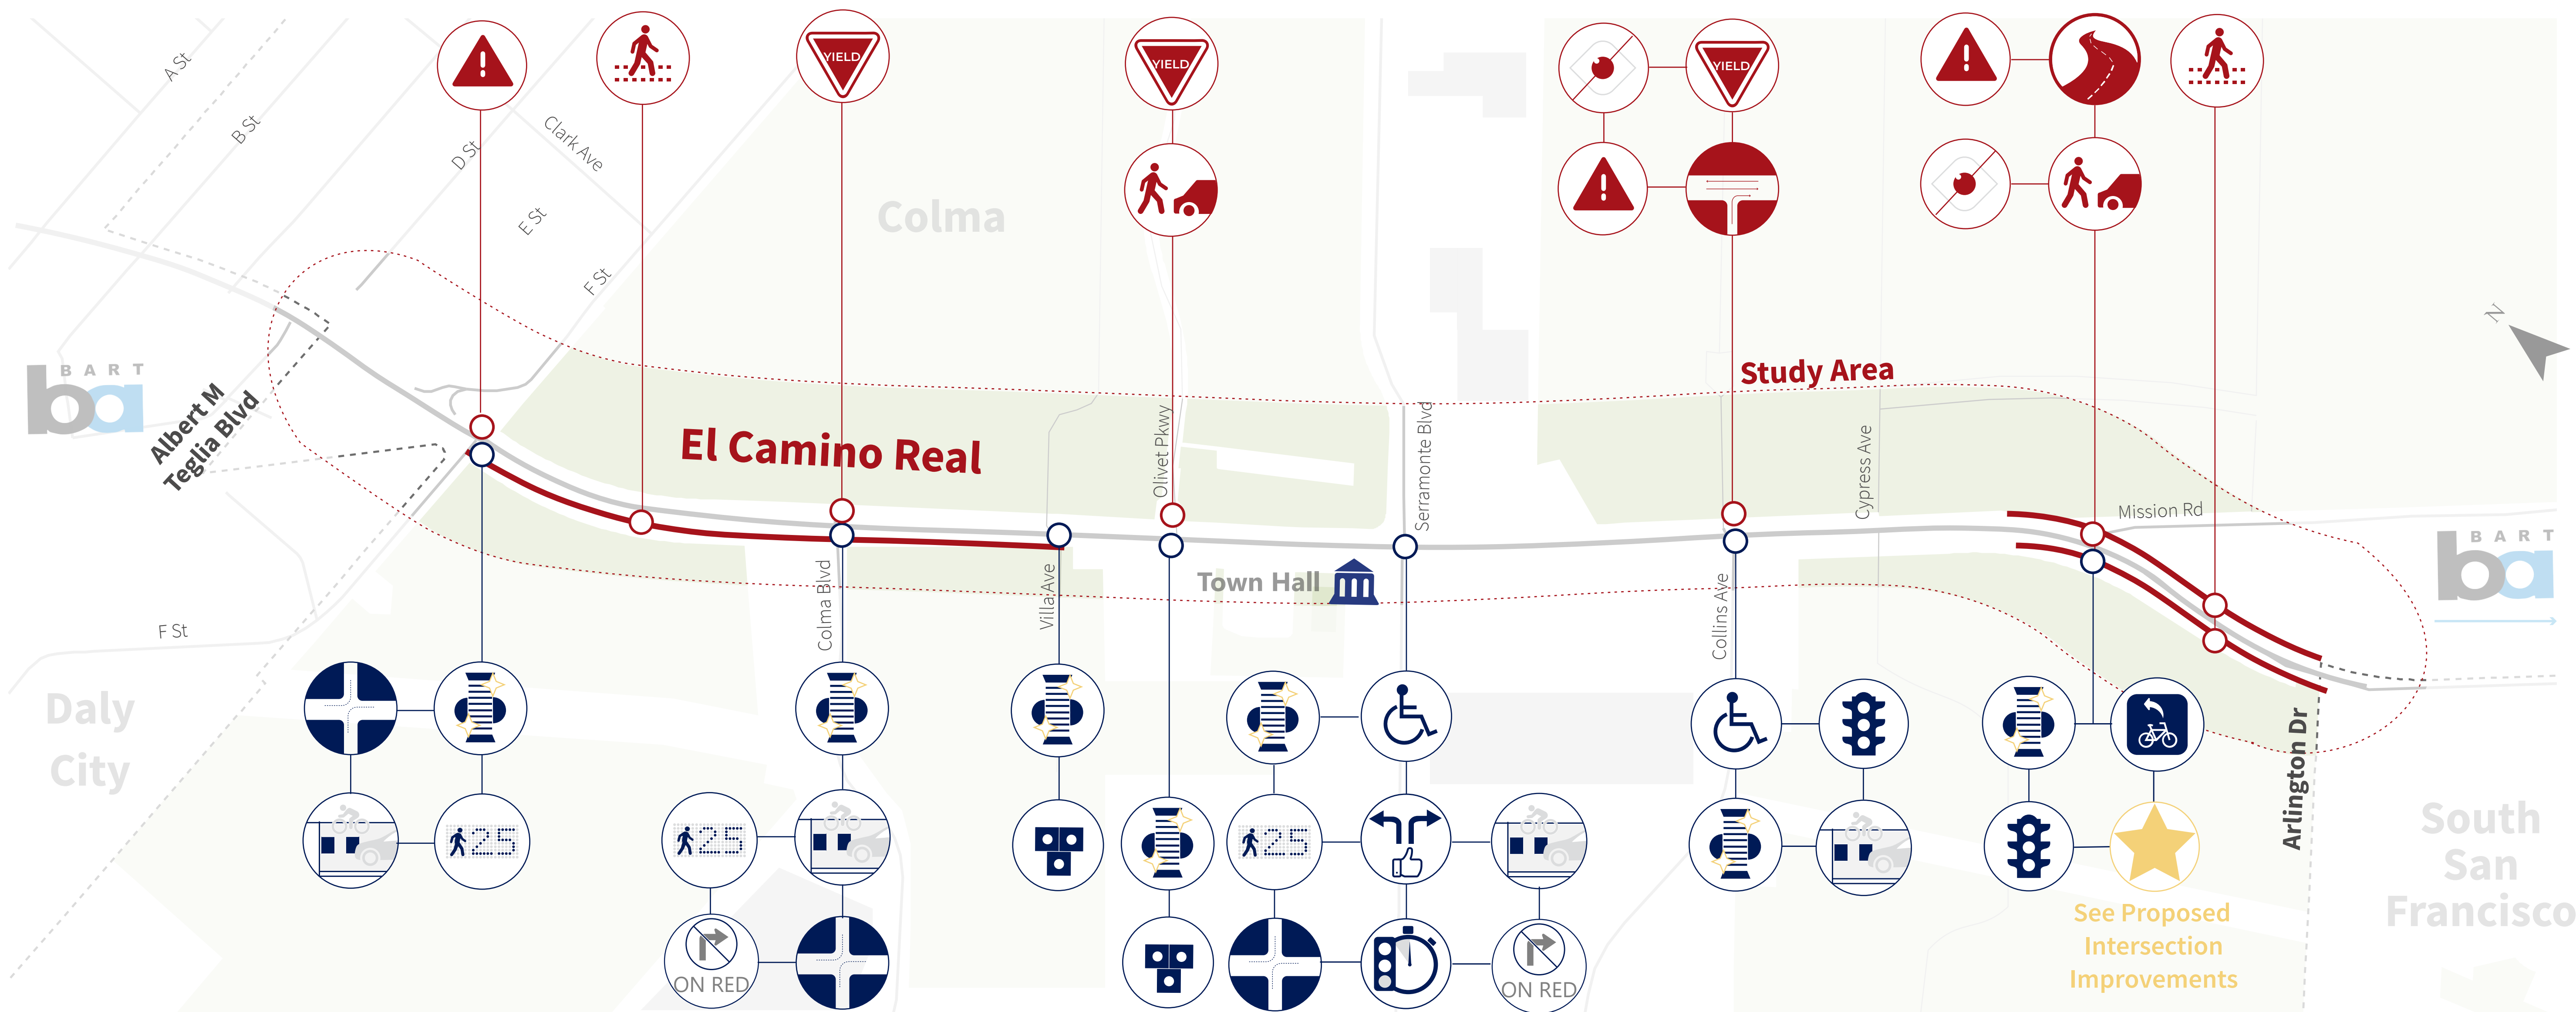 A St
B St
D St
Clark Ave
E St
F St
YIELD
YIELD
YIELD
Colma
N
Study Area
BART
ba
Albert M
Teglia Blvd
El Camino Real
Olivet Pkwy
Serramonte Blvd
Cypress Ave
Mission Rd
BART
ba
Town Hall
Colma Blvd
Villa Ave
Collins Ave
F St
Daly
City
25
25
25
ON RED
ON RED
See Proposed
Intersection
Improvements
Arlington Dr
South
San
Francisco